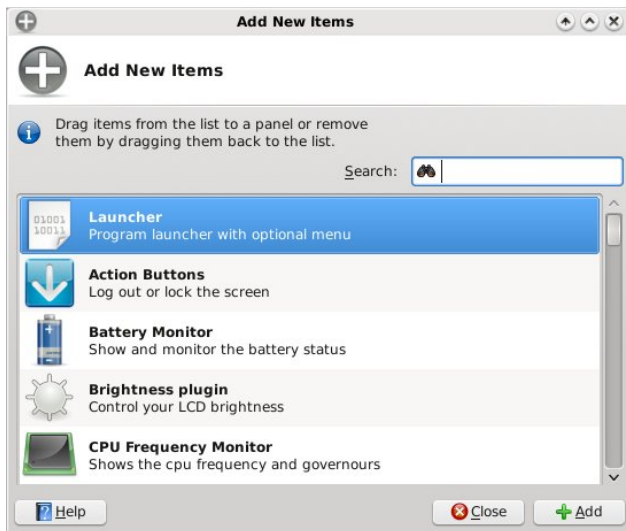 Add New Items
Add New Items
Drag items from the list to a panel or remove
them by dragging them back to the list.
Search:
01001
10011
Launcher
Program launcher with optional menu
Action Buttons
Log out or lock the screen
Battery Monitor
Show and monitor the battery status
Brightness plugin
Control your LCD brightness
CPU Frequency Monitor
Shows the cpu frequency and governours
Help
Close
Add